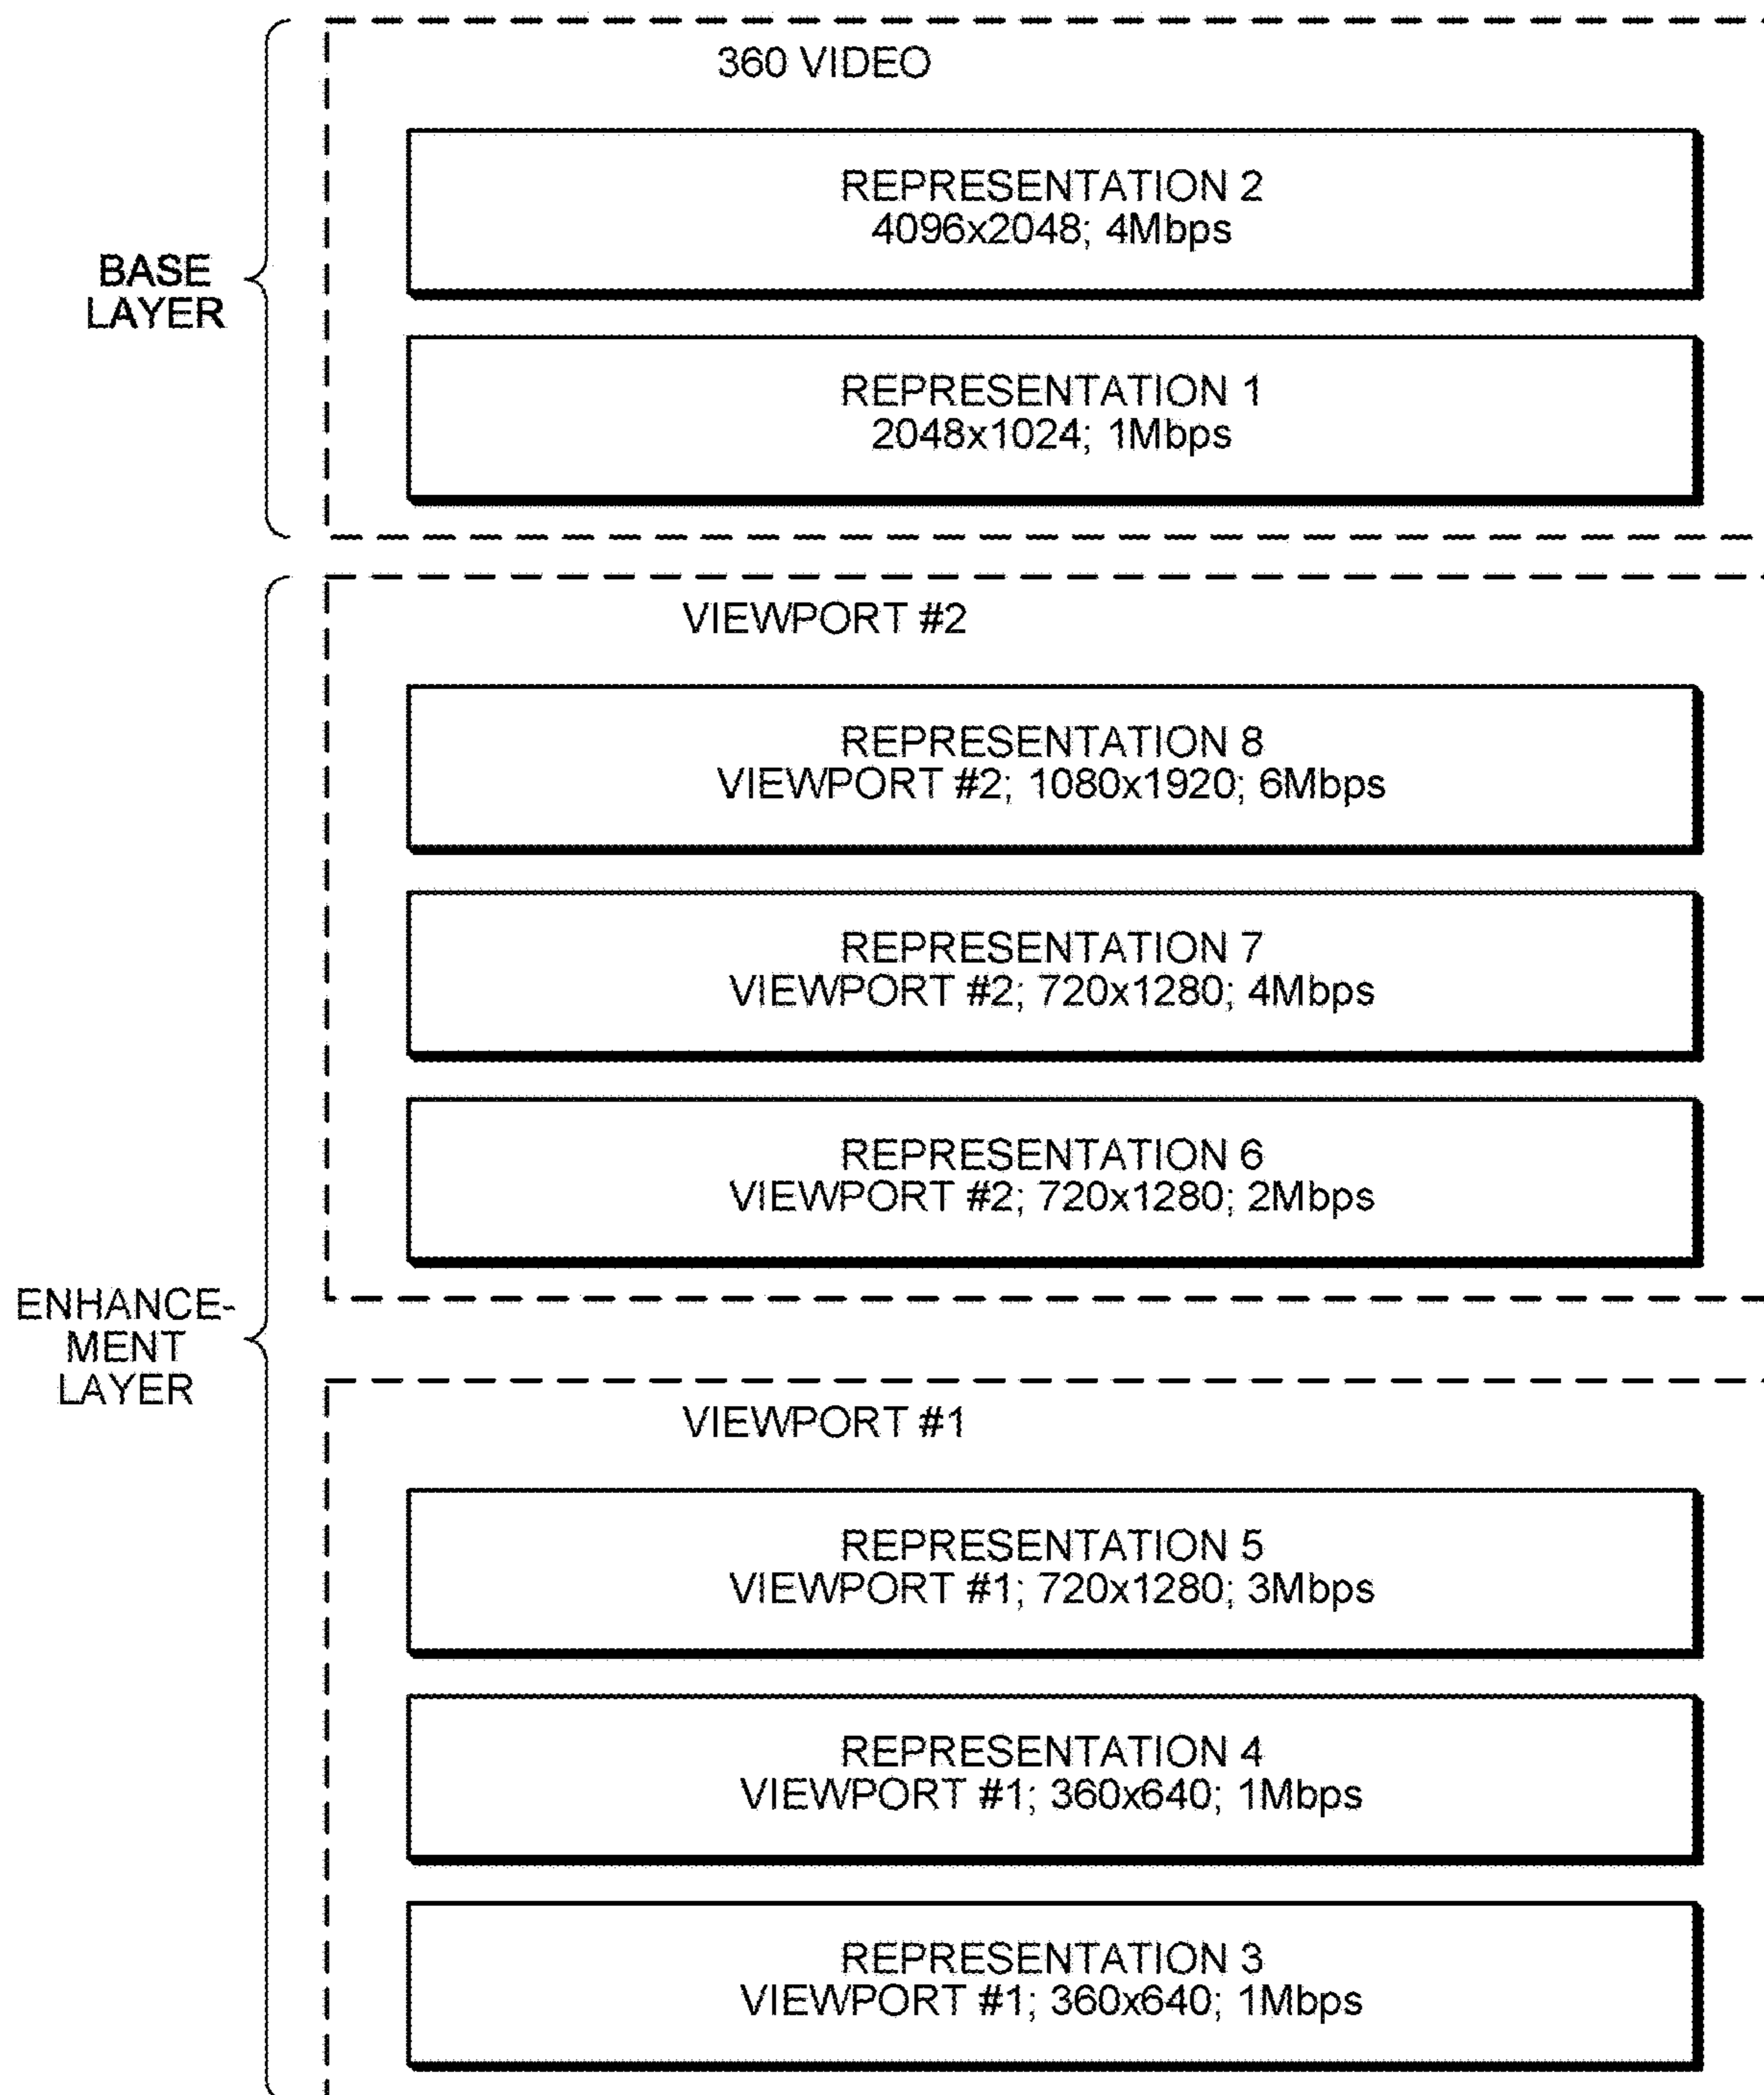 360 VIDEO
REPRESENTATION 2
4096x2048; 4Mbps
REPRESENTATION 1
2048x1024; 1Mbps
BASE
LAYER
VIEWPORT #2
REPRESENTATION 8
VIEWPORT #2; 1080x1920; 6Mbps
REPRESENTATION 7
VIEWPORT #2; 720x1280; 4Mbps
REPRESENTATION 6
VIEWPORT #2; 720x1280; 2Mbps
ENHANCE-
MENT
LAYER
VIEWPORT #1
REPRESENTATION 5
VIEWPORT #1; 720x1280; 3Mbps
REPRESENTATION 4
VIEWPORT #1; 360x640; 1Mbps
REPRESENTATION 3
VIEWPORT #1; 360x640; 1Mbps